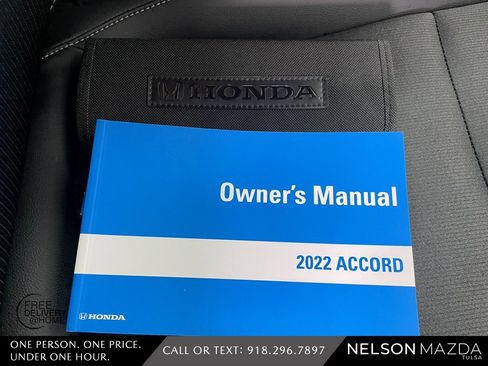 HONDA
Owner's Manual
2022 ACCORD
HONDA
FREE
DELIVERY
@HOME
ONE PERSON. ONE PRICE.
UNDER ONE HOUR.
CALL OR TEXT: 918.296.7897
NELSON MAZDA
TULSA